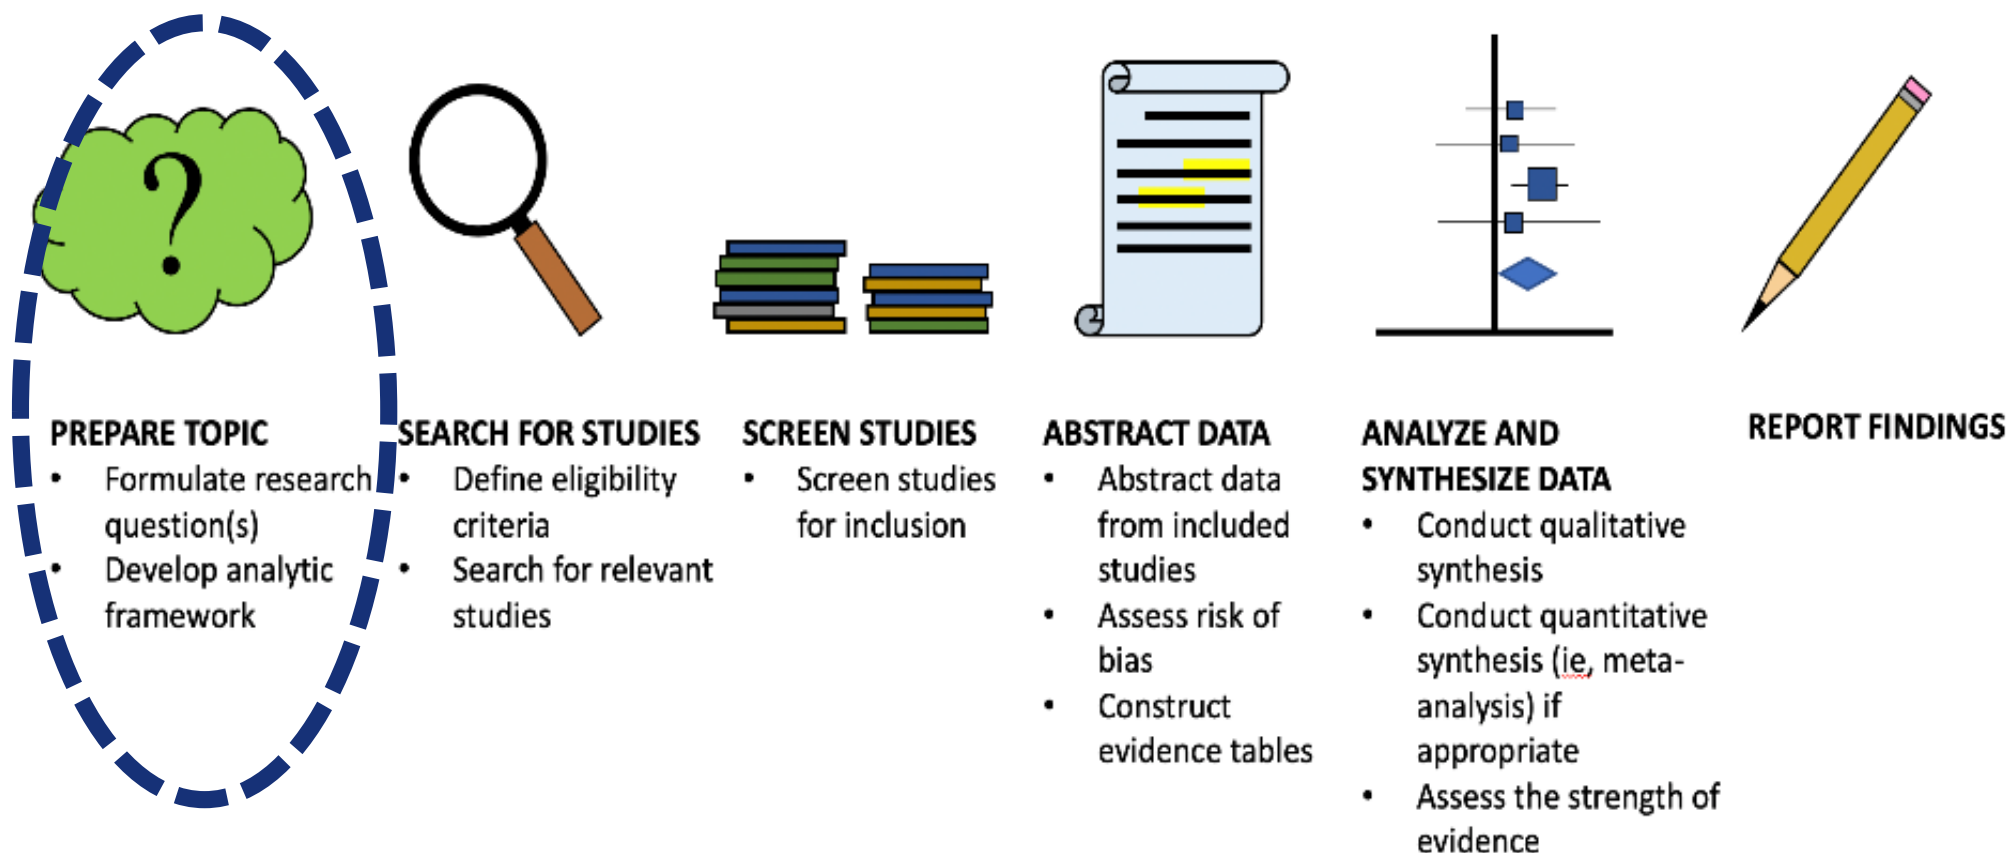 ?
PREPARE TOPIC
• Formulate research
question(s)
• Develop analytic
framework
SEARCH FOR STUDIES
• Define eligibility
criteria
• Search for relevant
studies
SCREEN STUDIES
• Screen studies
for inclusion
ABSTRACT DATA
• Abstract data
from included
studies
• Assess risk of
bias
• Construct
evidence tables
ANALYZE AND
SYNTHESIZE DATA
• Conduct qualitative
synthesis
• Conduct quantitative
synthesis (ie, meta-
analysis) if
appropriate
• Assess the strength of
evidence
REPORT FINDINGS